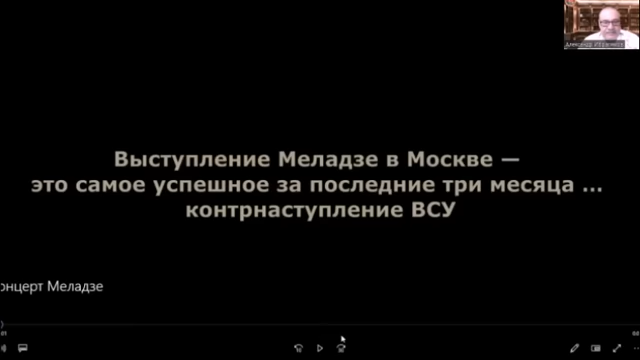 Выступление Меладзе в Москве —
это самое успешное за последние три месяца ...
контрнаступление ВСУ
онцерт Меладзе